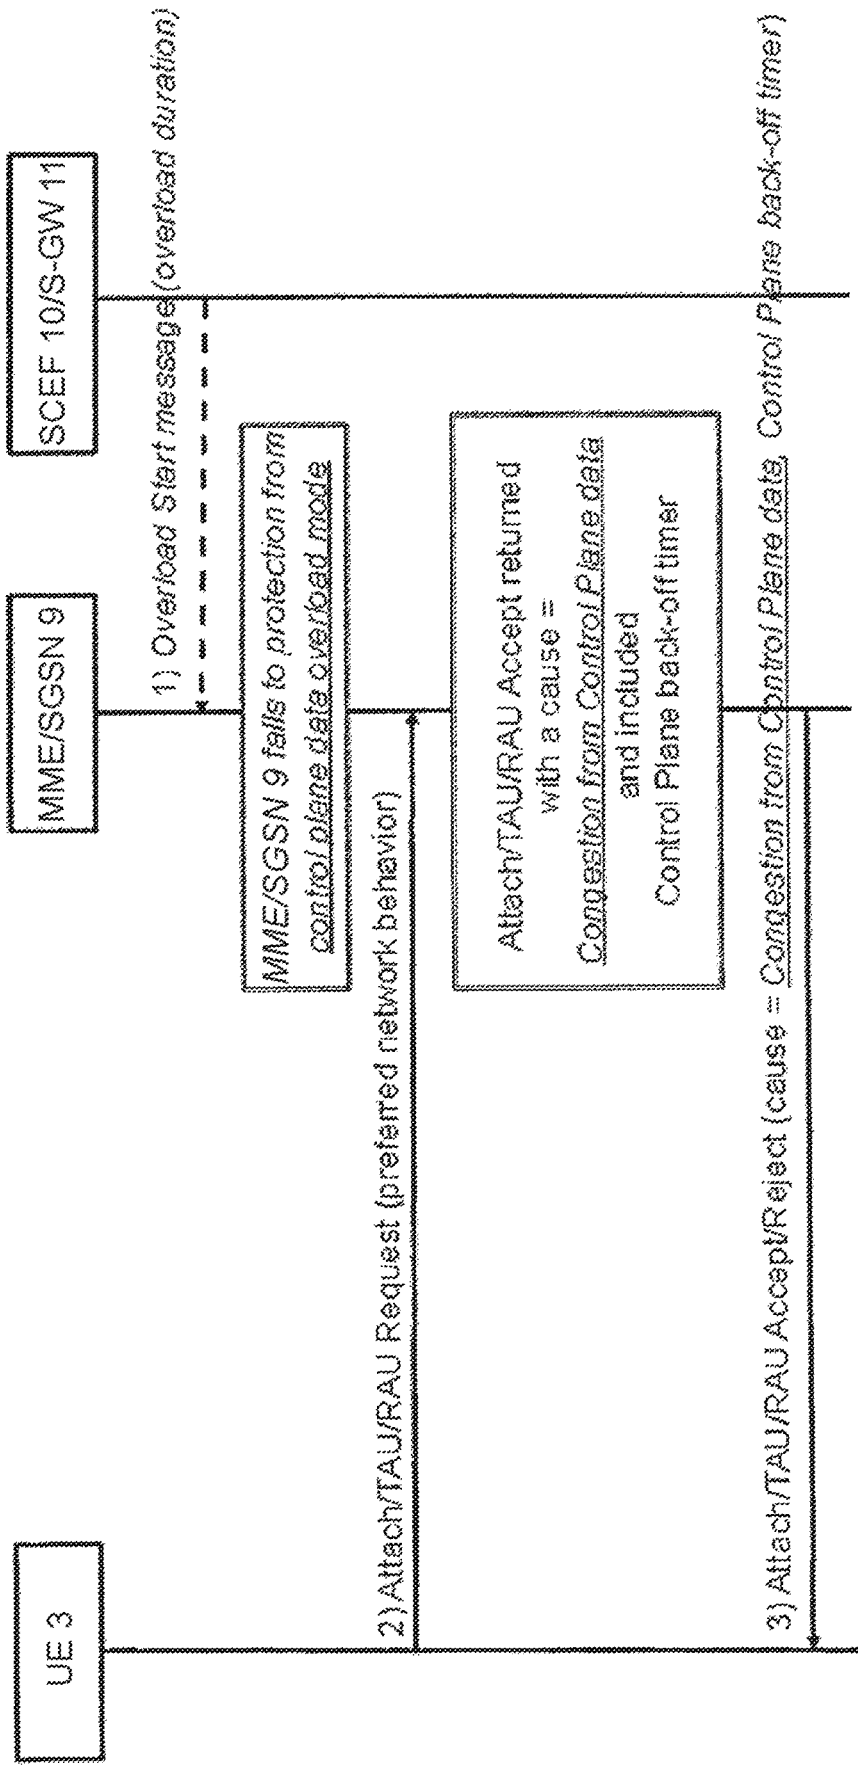 UE 3
MME/SGSN 9
SCEF 10/S-GW 11
1) Overload Start message (overload duration)
MME/SGSN 9 falls to protection from
control plane data overload mode
2) Attach/TAU/RAU Request (preferred network behavior)
Attach/TAU/RAU Accept returned
with a cause =
Congestion from Control Plane data
and included
Control Plane back-off timer
3) Attach/TAU/RAU Accept/Reject (cause = Congestion from Control Plane data, Control Plane back-off timer)